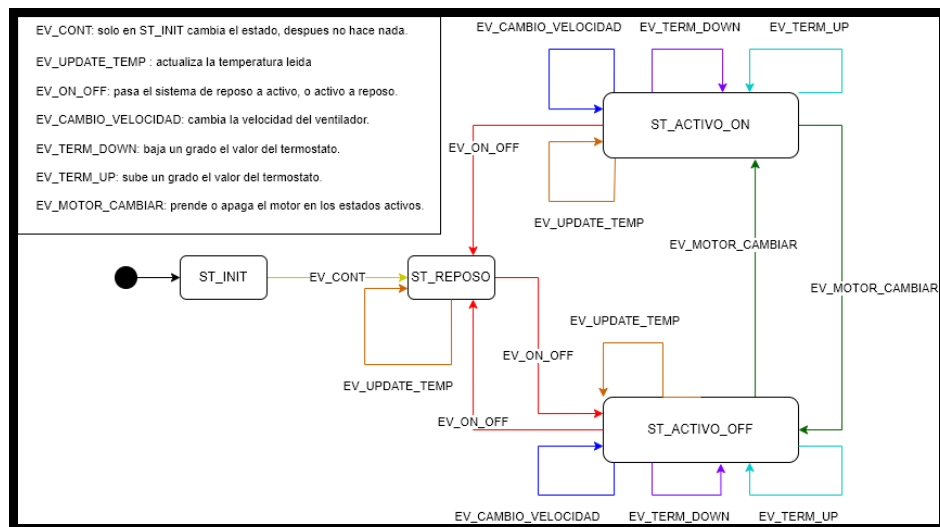 EV_CONT: solo en ST_INIT cambia el estado, despues no hace nada.
EV_UPDATE_TEMP : actualiza la temperatura leida
EV_ON_OFF: pasa el sistema de reposo a activo, o activo a reposo.
EV_CAMBIO_VELOCIDAD: cambia la velocidad del ventilador.
EV_TERM_DOWN: baja un grado el valor del termostato.
EV_TERM_UP: sube un grado el valor del termostato.
EV_MOTOR_CAMBIAR: prende o apaga el motor en los estados activos.
EV_CAMBIO_VELOCIDAD
EV_TERM_DOWN
EV_TERM_UP
ST_ACTIVO_ON
EV_ON_OFF
EV_UPDATE_TEMP
EV_MOTOR_CAMBIAR
EV_MOTOR_CAMBIAR
ST_INIT
EV_CONT
ST_REPOSO
EV_UPDATE_TEMP
EV_ON_OFF
EV_UPDATE_TEMP
EV_ON_OFF
ST_ACTIVO_OFF
EV_CAMBIO_VELOCIDAD
EV_TERM_DOWN
EV_TERM_UP